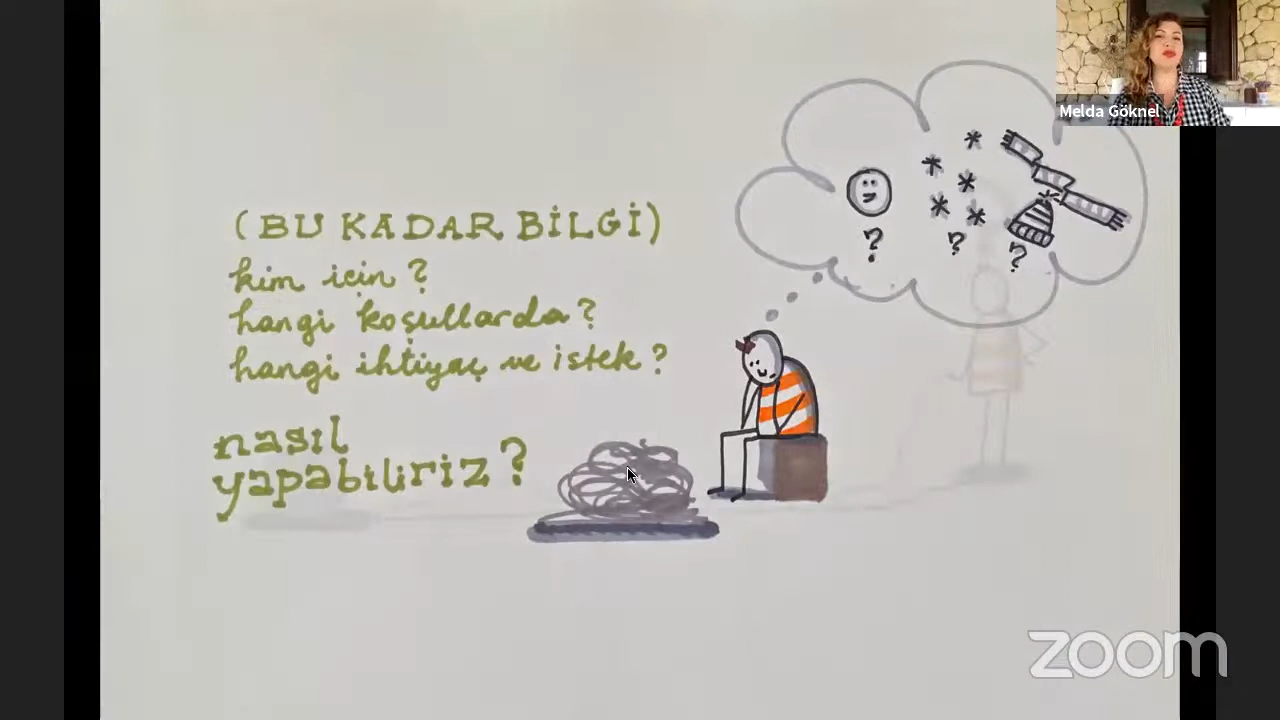 Melda Göknel
(BU KADAR BİLGİ)
kim için?
hangi koşullarda?
hangi ihtiyaç ve istek?
nasıl
yapabiliriz?
?
?
?
zoom